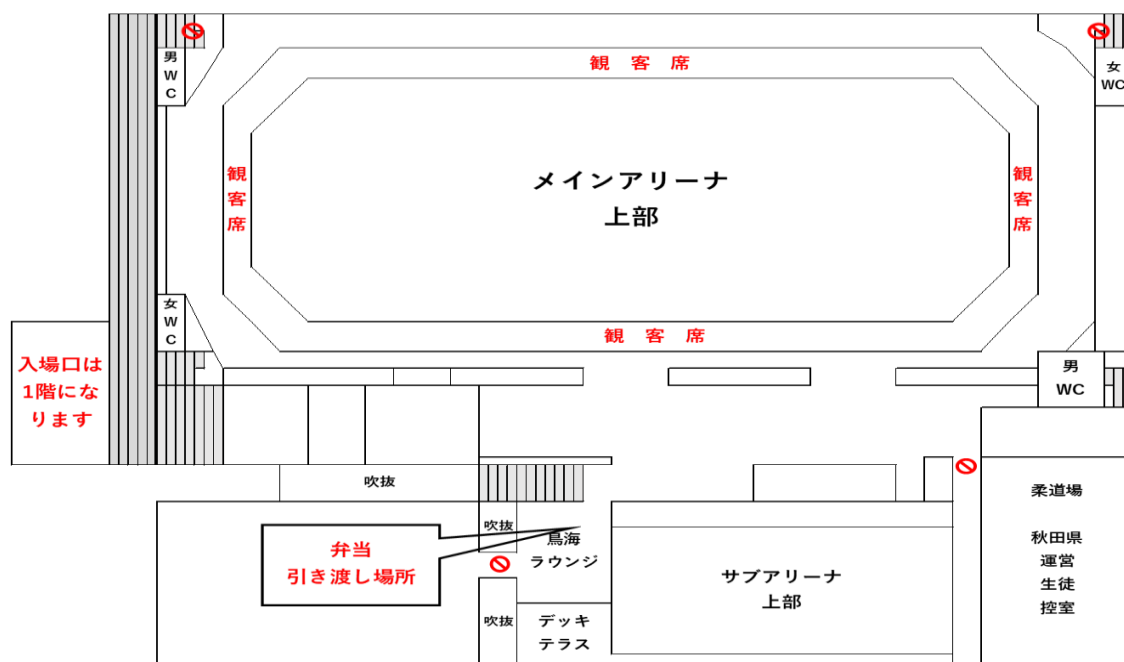 観 客 席
男
WC
女
WC
メインアリーナ
上部
観
客
席
観
客
席
女
WC
観 客 席
入場口は
1階にな
ります
男
WC
吹抜
柔道場
吹抜
弁当
引き渡し場所
鳥海
ラウンジ
秋田県
運営
生徒
控室
サブアリーナ
上部
吹抜
デッキ
テラス